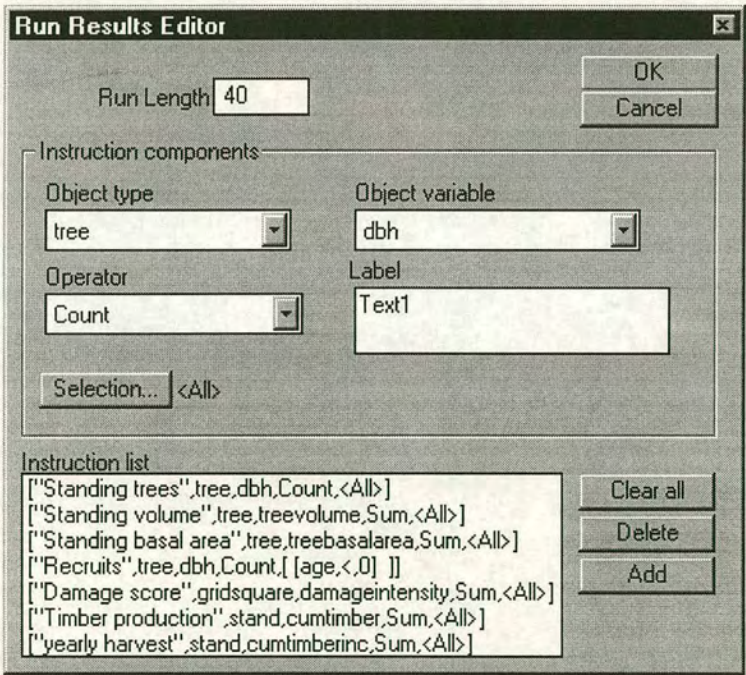 Run Results Editor
Run Length 40
OK
Cancel
Instruction components
Object type
Object variable
tree
dbh
Operator
Label
Count
Text1
Selection... <All>
Instruction list
["Standing trees",tree,dbh,Count,<All>]
["Standing volume",tree,treevolume,Sum,<All>]
["Standing basal area",tree,treebasalarea,Sum,<All>]
["Recruits",tree,dbh,Count,[ [age,<,0] ]]
["Damage score",gridsquare,damageintensity,Sum,<All>]
["Timber production",stand,cumtimber,Sum,<All>]
["yearly harvest",stand,cumtimberinc,Sum,<All>]
Clear all
Delete
Add